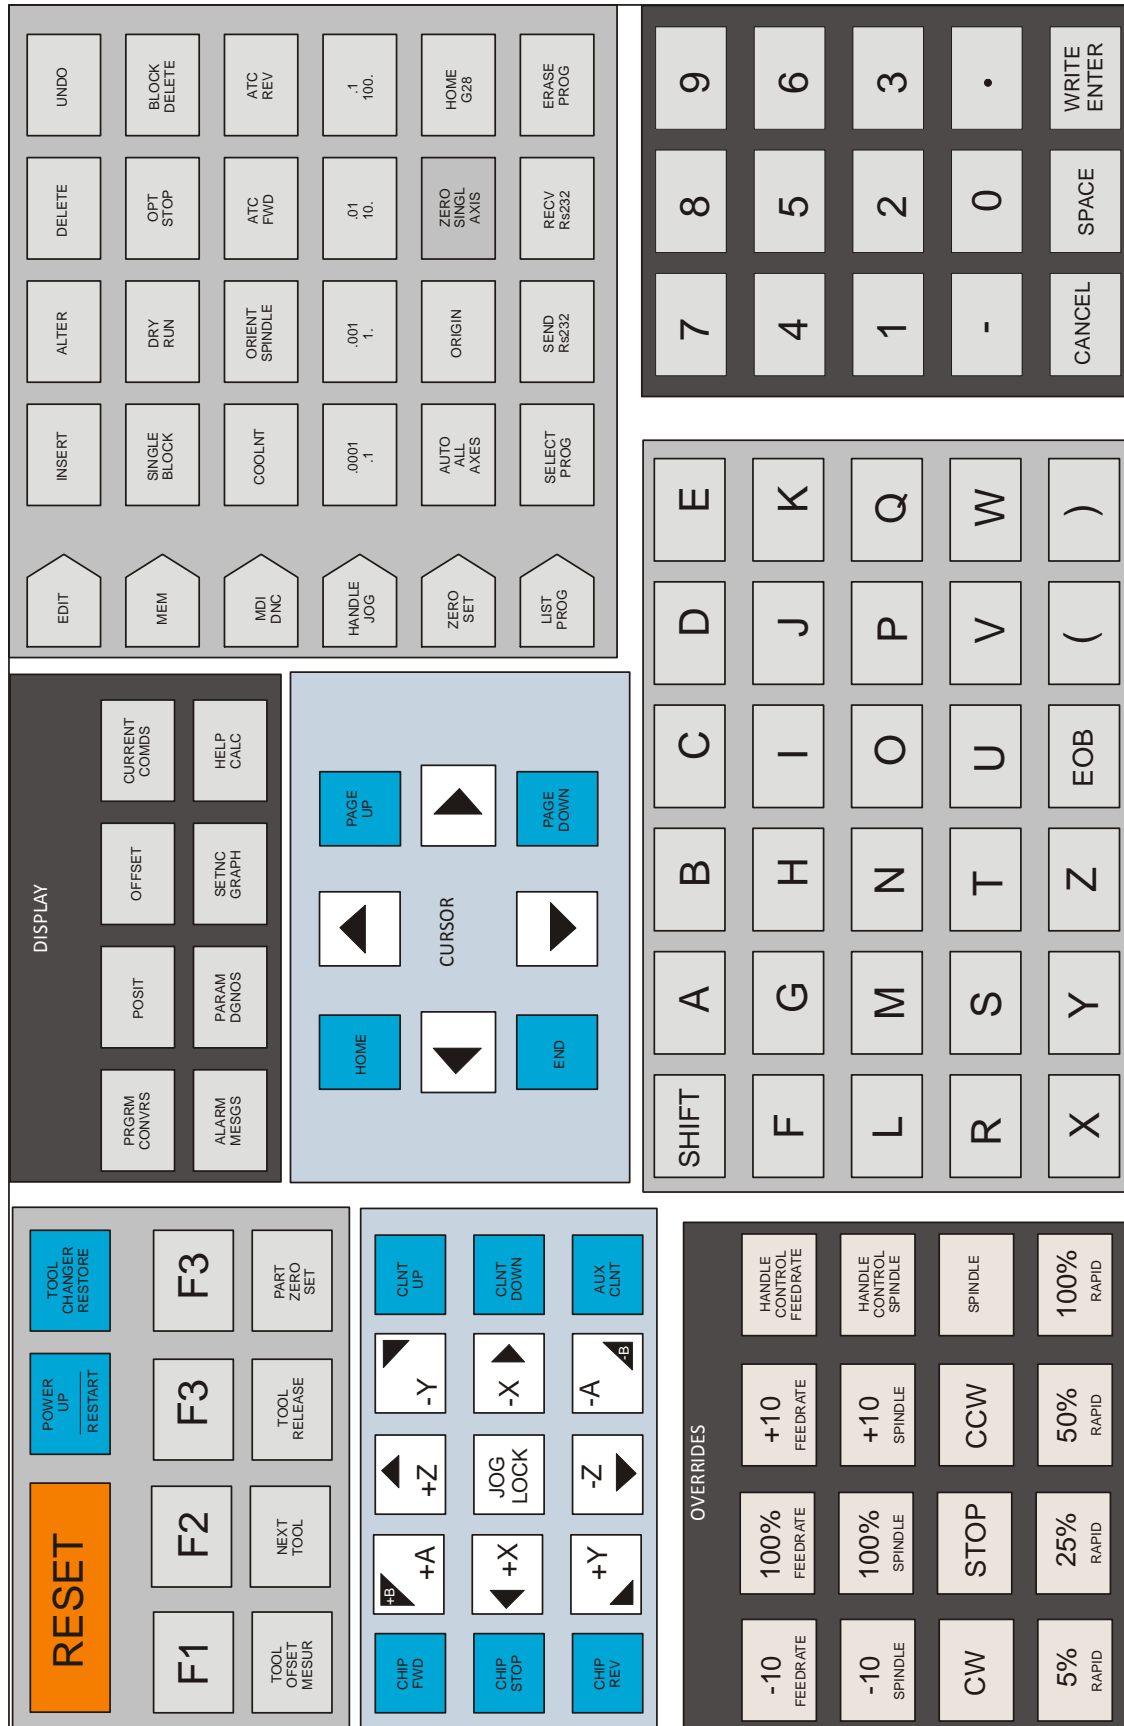 RESET
POWER
UP
RESTART
TOOL
CHANGER
RESTORE
F1
F2
F3
F3
TOOL
OFSET
MESUR
NEXT
TOOL
TOOL
RELEASE
PART
ZERO
SET
CHIP
FWD
+B
+A
+Z
-Y
CLNT
UP
CHIP
STOP
+X
JOG
LOCK
-X
CLNT
DOWN
CHIP
REV
+Y
-Z
-A
-B
AUX
CLNT
OVERRIDES
-10
FEEDRATE
100%
FEEDRATE
+10
FEEDRATE
HANDLE
CONTROL
FEEDRATE
-10
SPINDLE
100%
SPINDLE
+10
SPINDLE
HANDLE
CONTROL
SPINDLE
CW
STOP
CCW
SPINDLE
5%
RAPID
25%
RAPID
50%
RAPID
100%
RAPID
DISPLAY
PRGRM
CONVRS
POSIT
OFFSET
CURRENT
COMDS
ALARM
MESGS
PARAM
DGNOS
SETNC
GRAPH
HELP
CALC
HOME
PAGE
UP
CURSOR
END
PAGE
DOWN
SHIFT
A
B
C
D
E
F
G
H
I
J
K
L
M
N
O
P
Q
R
S
T
U
V
W
X
Y
Z
EOB
(
)
EDIT
INSERT
ALTER
DELETE
UNDO
MEM
SINGLE
BLOCK
DRY
RUN
OPT
STOP
BLOCK
DELETE
MDI
DNC
COOLNT
ORIENT
SPINDLE
ATC
FWD
ATC
REV
HANDLE
JOG
.0001
.1
.001
1.
.01
10.
.1
100.
ZERO
SET
AUTO
ALL
AXES
ORIGIN
ZERO
SINGL
AXIS
HOME
G28
LIST
PROG
SELECT
PROG
SEND
Rs232
RECV
Rs232
ERASE
PROG
7
8
9
4
5
6
1
2
3
-
0
.
CANCEL
SPACE
WRITE
ENTER